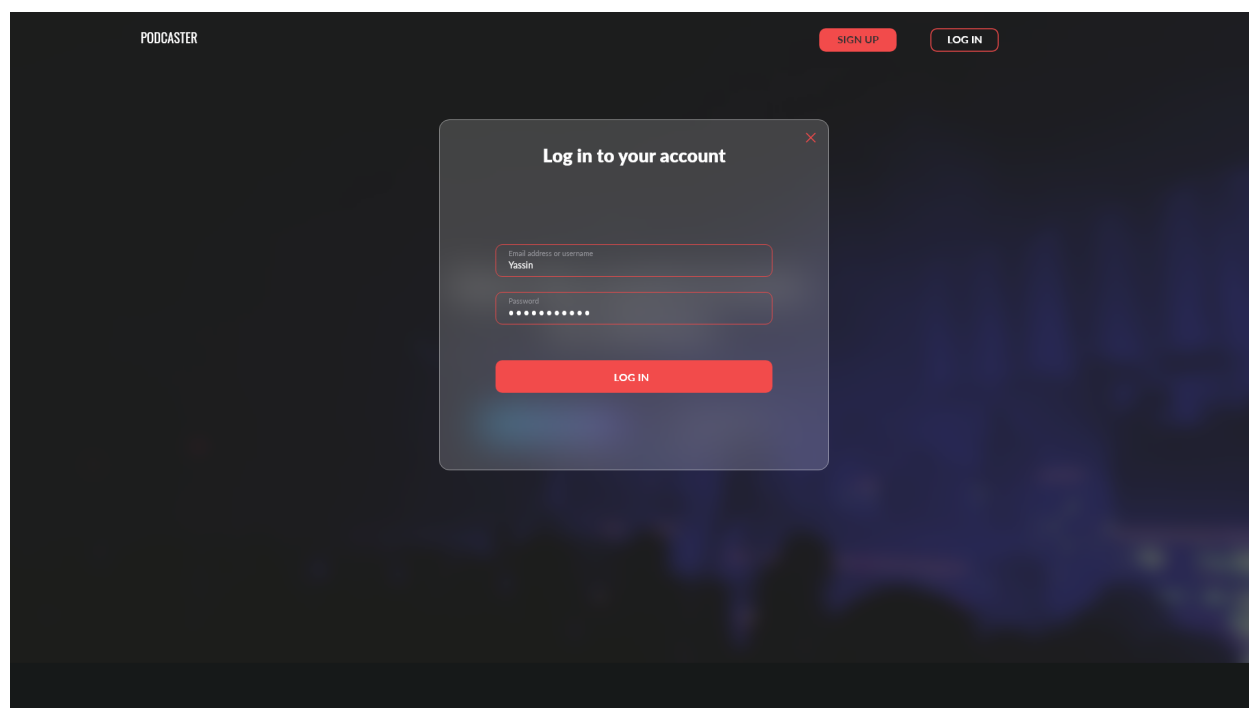 PODCASTER
SIGN UP
LOG IN
Log in to your account
Email address or username
Yassin
Password
•••••••••••
LOG IN